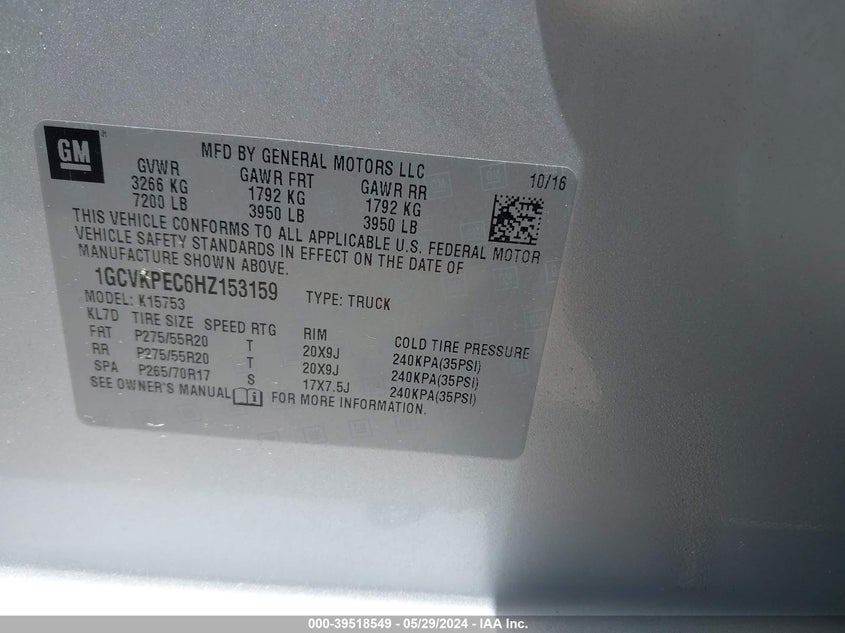 GM
MFD BY GENERAL MOTORS LLC
10/16
GVWR GAWR FRT GAWR RR
3266 KG 1792 KG 1792 KG
7200 LB 3950 LB 3950 LB
THIS VEHICLE CONFORMS TO ALL APPLICABLE U.S. FEDERAL MOTOR
VEHICLE SAFETY STANDARDS IN EFFECT ON THE DATE OF
MANUFACTURE SHOWN ABOVE.
1GCVKPEC6HZ153159 TYPE: TRUCK
MODEL: K15753
KL7D TIRE SIZE SPEED RTG RIM COLD TIRE PRESSURE
FRT P275/55R20 T 20X9J 240KPA(35PSI)
RR P275/55R20 T 20X9J 240KPA(35PSI)
SPA P265/70R17 S 17X7.5J 240KPA(35PSI)
SEE OWNER'S MANUAL i FOR MORE INFORMATION.
000-39518549 - 05/29/2024 - IAA Inc.